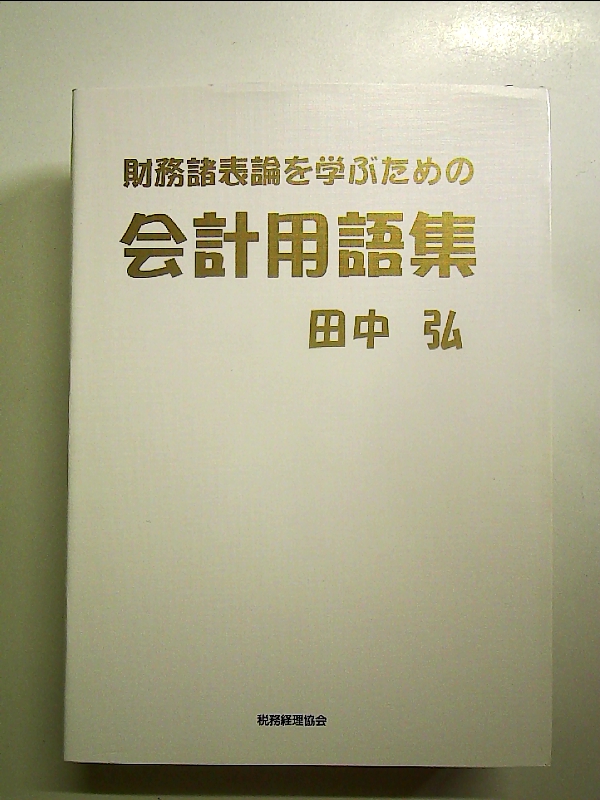 財務諸表論を学ぶための
会計用語集
田中 弘
税務経理協会